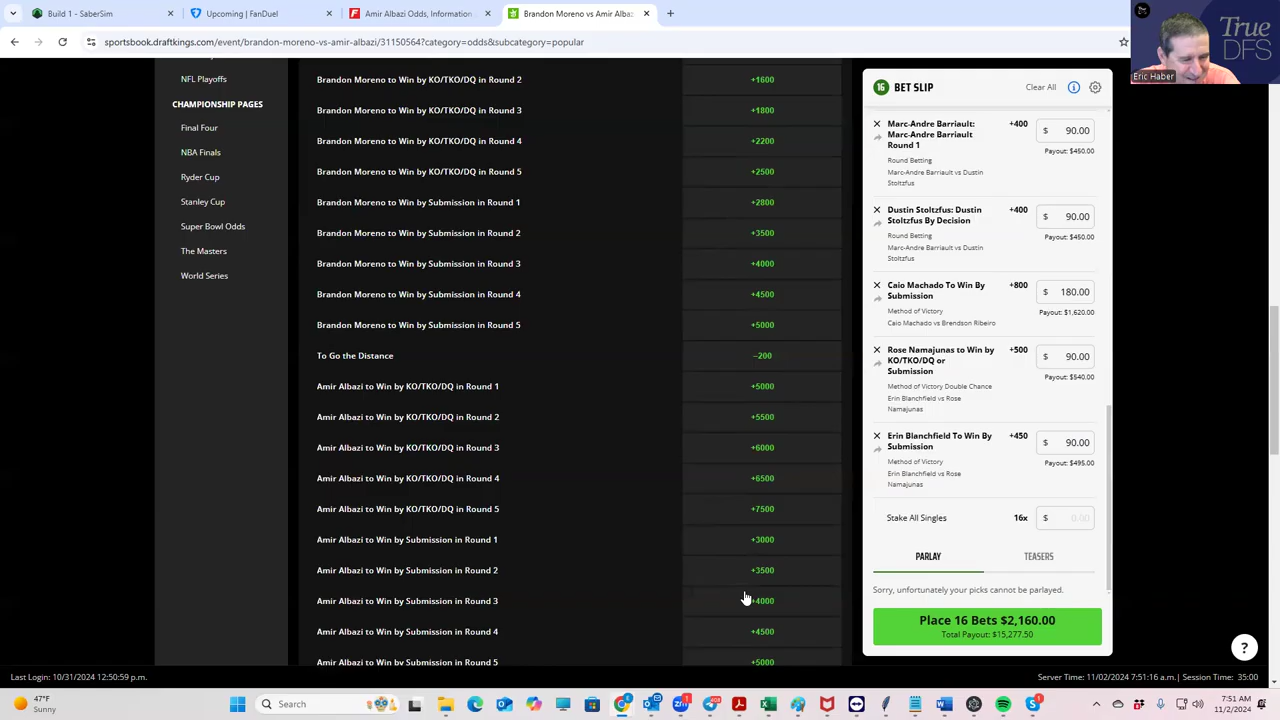 Build 1 - SaberSim
Upcoming | FanDuel
Amir Albazi Odds, Information
Brandon Moreno vs Amir Albaz
sportsbook.draftkings.com/event/brandon-moreno-vs-amir-albazi/31150564?category=odds&subcategory=popular
True
DFS
Eric Haber
NFL Playoffs
CHAMPIONSHIP PAGES
Final Four
NBA Finals
Ryder Cup
Stanley Cup
Super Bowl Odds
The Masters
World Series
Brandon Moreno to Win by KO/TKO/DQ in Round 2 +1600
Brandon Moreno to Win by KO/TKO/DQ in Round 3 +1800
Brandon Moreno to Win by KO/TKO/DQ in Round 4 +2200
Brandon Moreno to Win by KO/TKO/DQ in Round 5 +2500
Brandon Moreno to Win by Submission in Round 1 +2800
Brandon Moreno to Win by Submission in Round 2 +3500
Brandon Moreno to Win by Submission in Round 3 +4000
Brandon Moreno to Win by Submission in Round 4 +4500
Brandon Moreno to Win by Submission in Round 5 +5000
To Go the Distance −200
Amir Albazi to Win by KO/TKO/DQ in Round 1 +5000
Amir Albazi to Win by KO/TKO/DQ in Round 2 +5500
Amir Albazi to Win by KO/TKO/DQ in Round 3 +6000
Amir Albazi to Win by KO/TKO/DQ in Round 4 +6500
Amir Albazi to Win by KO/TKO/DQ in Round 5 +7500
Amir Albazi to Win by Submission in Round 1 +3000
Amir Albazi to Win by Submission in Round 2 +3500
Amir Albazi to Win by Submission in Round 3 +4000
Amir Albazi to Win by Submission in Round 4 +4500
Amir Albazi to Win by Submission in Round 5 +5000
16 BET SLIP Clear All
Marc-Andre Barriault: +400 $ 90.00
Marc-Andre Barriault
Round 1 Payout: $450.00
Round Betting
Marc-Andre Barriault vs Dustin
Stoltzfus
Dustin Stoltzfus: Dustin +400 $ 90.00
Stoltzfus By Decision
Round Betting Payout: $450.00
Marc-Andre Barriault vs Dustin
Stoltzfus
Caio Machado To Win By +800 $ 180.00
Submission
Method of Victory Payout: $1,620.00
Caio Machado vs Brendson Ribeiro
Rose Namajunas to Win by +500 $ 90.00
KO/TKO/DQ or
Submission Payout: $540.00
Method of Victory Double Chance
Erin Blanchfield vs Rose
Namajunas
Erin Blanchfield To Win By +450 $ 90.00
Submission
Method of Victory Payout: $495.00
Erin Blanchfield vs Rose
Namajunas
Stake All Singles 16x $ 0.00
PARLAY TEASERS
Sorry, unfortunately your picks cannot be parlayed.
Place 16 Bets $2,160.00
Total Payout: $15,277.50
?
Last Login: 10/31/2024 12:50:59 p.m. Server Time: 11/02/2024 7:51:16 a.m.| Session Time: 35:00
47°F
Sunny
Search
7:51 AM
11/2/2024